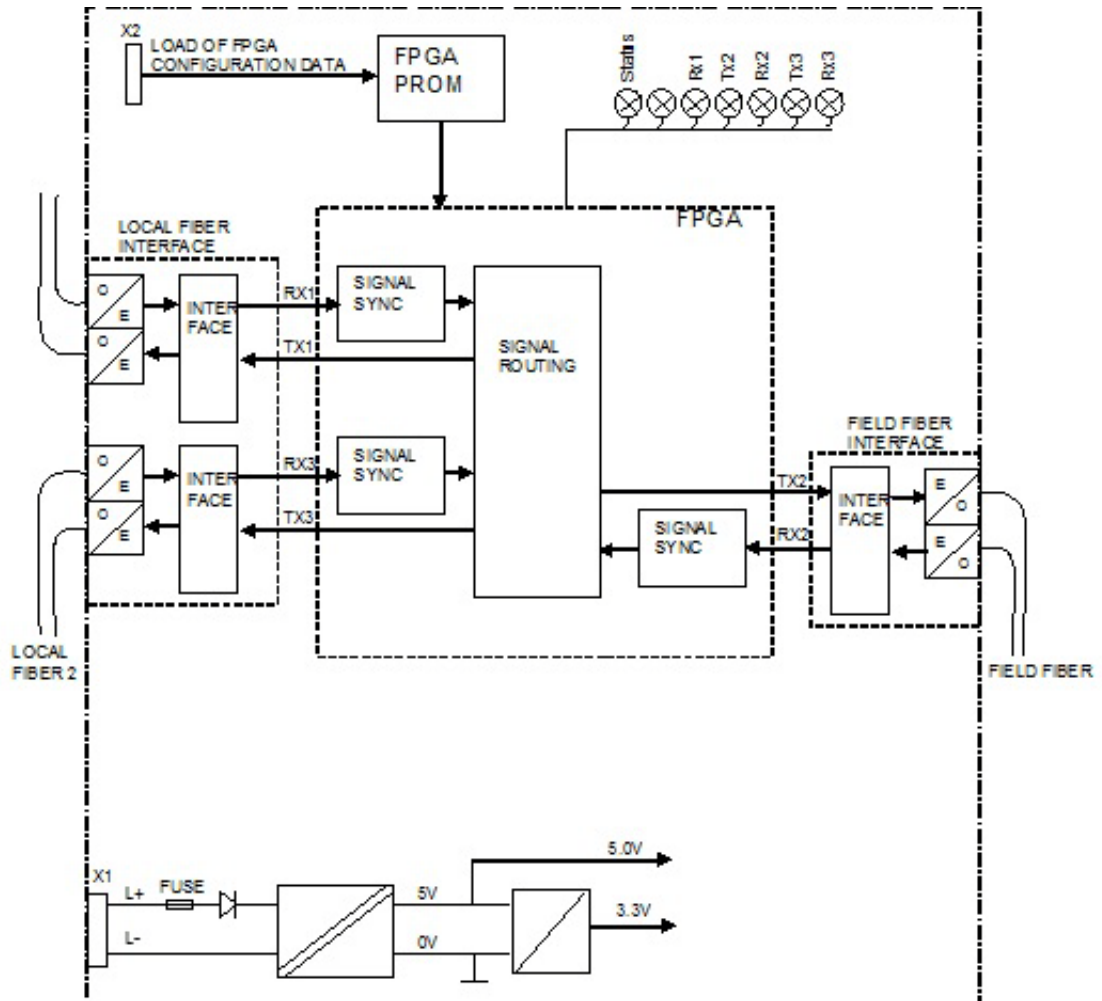 X2
LOAD OF FPGA
CONFIGURATION DATA
FPGA
PROM
Status
Rx1
Tx2
Rx2
Tx3
Rx3
FPGA
LOCAL FIBER
INTERFACE
O
E
O
E
INTER
FACE
RX1
TX1
SIGNAL
SYNC
SIGNAL
ROUTING
O
E
O
E
INTER
FACE
RX3
TX3
SIGNAL
SYNC
SIGNAL
SYNC
TX2
RX2
FIELD FIBER
INTERFACE
INTER
FACE
E
O
E
O
LOCAL
FIBER 2
FIELD FIBER
X1
L+
FUSE
L-
5V
0V
5.0V
3.3V